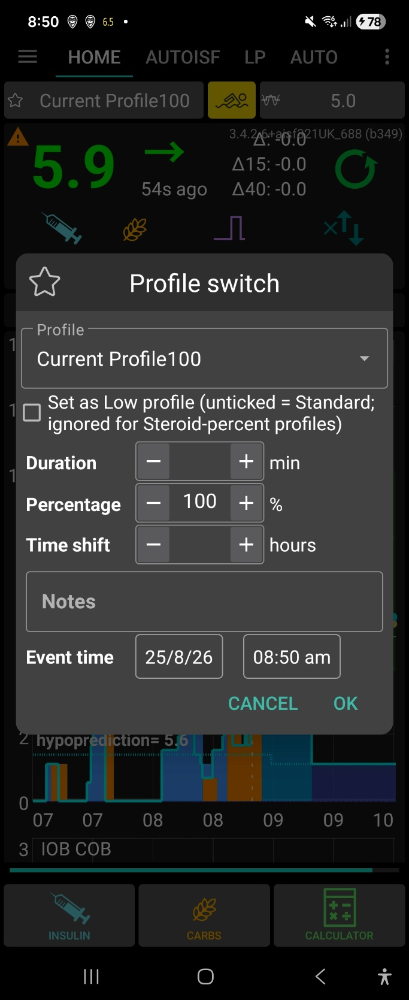 8:50 6.5 78
HOME AUTOISF LP AUTO
Current Profile100 5.0
3.4.2.6+aisf321UK_688 (b349)
5.9 Δ: -0.0
Δ15: -0.0
54s ago Δ40: -0.0
Profile switch
Profile
Current Profile100
Set as Low profile (unticked = Standard;
ignored for Steroid-percent profiles)
Duration − + min
Percentage − 100 + %
Time shift − + hours
Notes
Event time 25/8/26 08:50 am
CANCEL OK
2 hypoprediction= 5.6
0
07 07 08 08 09 09 10
3 IOB COB
INSULIN CARBS CALCULATOR